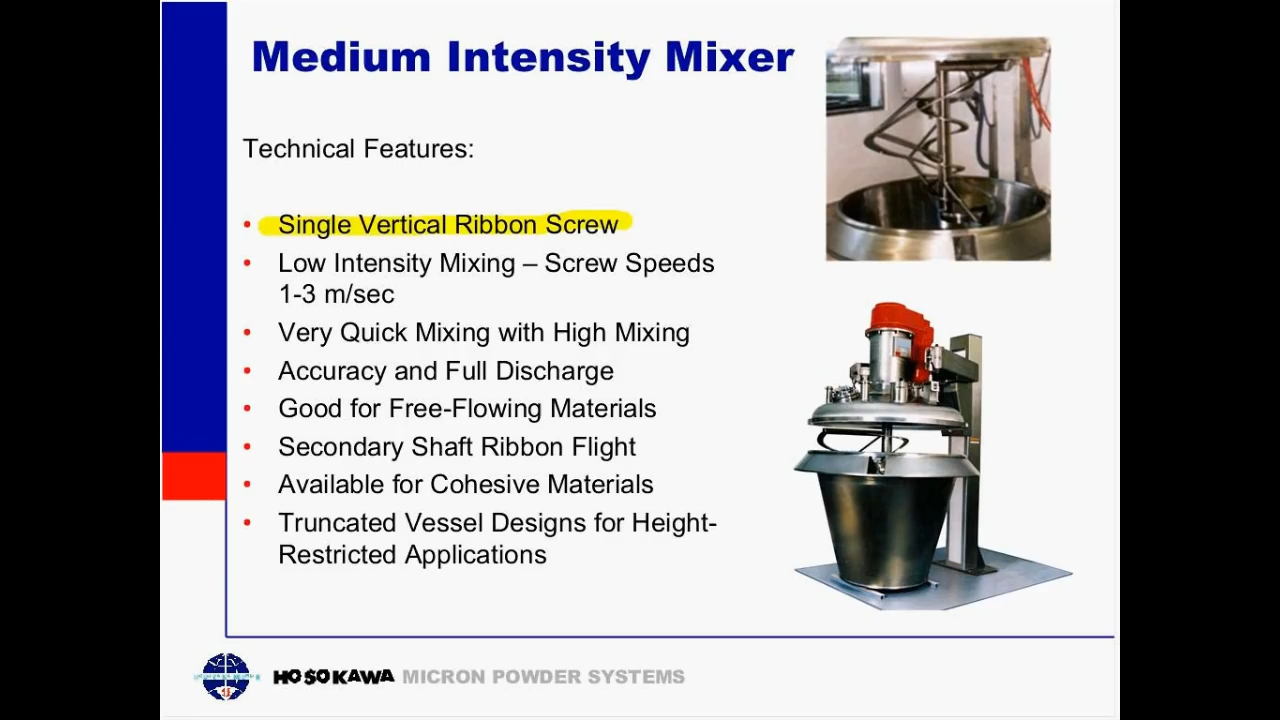 Medium Intensity Mixer
Technical Features:
• Single Vertical Ribbon Screw
• Low Intensity Mixing – Screw Speeds
1-3 m/sec
• Very Quick Mixing with High Mixing
• Accuracy and Full Discharge
• Good for Free-Flowing Materials
• Secondary Shaft Ribbon Flight
• Available for Cohesive Materials
• Truncated Vessel Designs for Height-
Restricted Applications
HOSOKAWA MICRON POWDER SYSTEMS